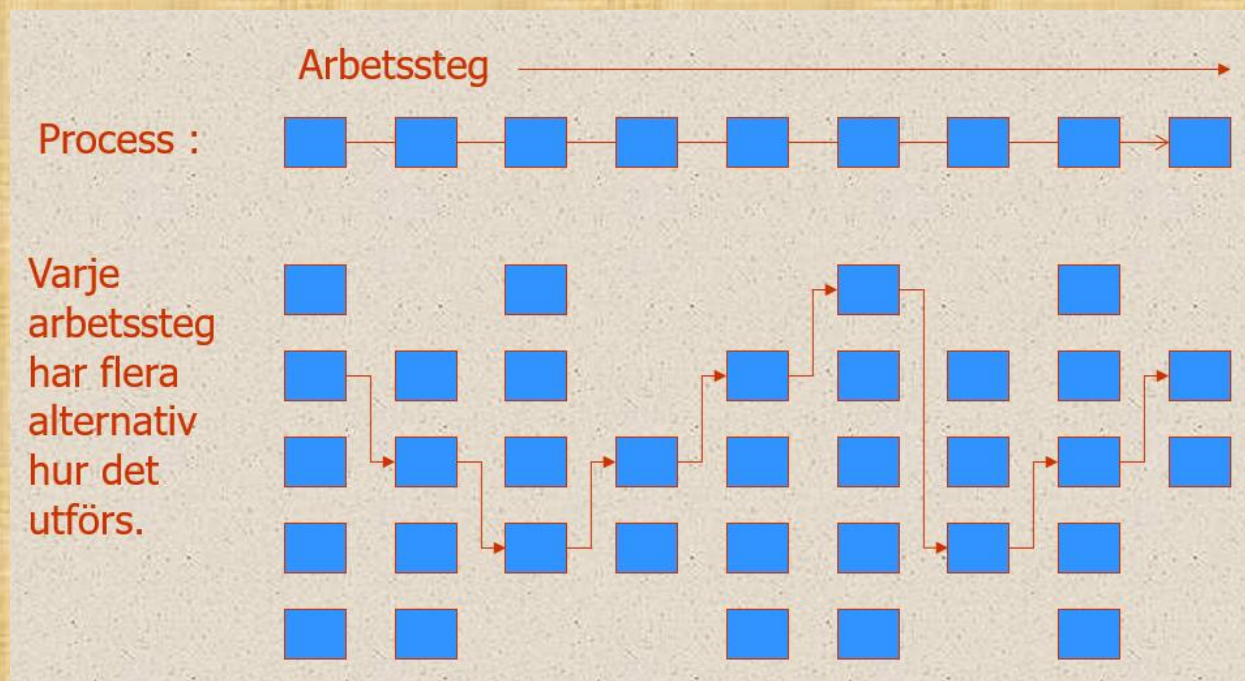 Arbetssteg
Process :
Varje
arbetssteg
har flera
alternativ
hur det
utförs.